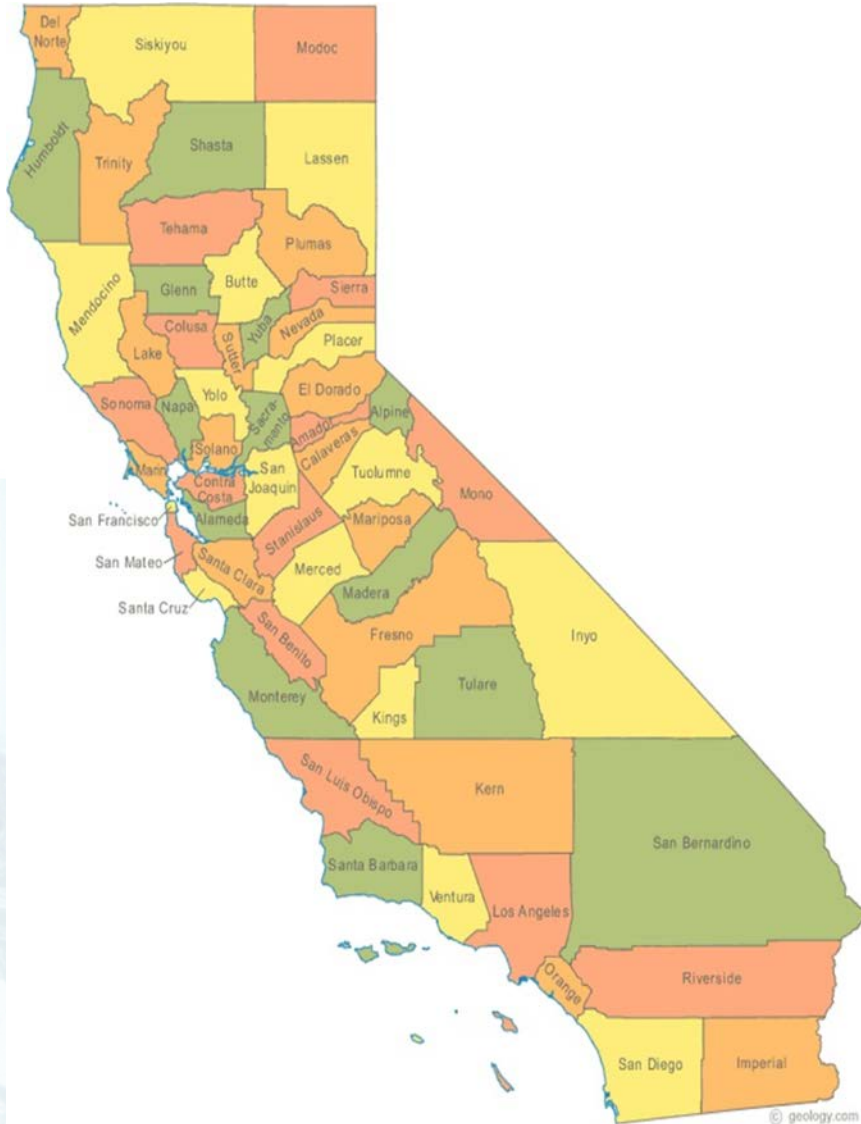 Del
Norte
Siskiyou
Modoc
Humboldt
Trinity
Shasta
Lassen
Tehama
Plumas
Mendocino
Glenn
Butte
Sierra
Colusa
Lake
Sutter
Yuba
Nevada
Placer
Sonoma
Napa
Yolo
Sacra-
mento
El Dorado
Alpine
Amador
Solano
Calaveras
Marin
Contra
Costa
San
Joaquin
Tuolumne
Mono
San Francisco
Alameda
Stanislaus
Mariposa
San Mateo
Santa Clara
Merced
Madera
Santa Cruz
San Benito
Fresno
Inyo
Monterey
Kings
Tulare
San Luis Obispo
Kern
San Bernardino
Santa Barbara
Ventura
Los Angeles
Orange
Riverside
San Diego
Imperial
© geology.com